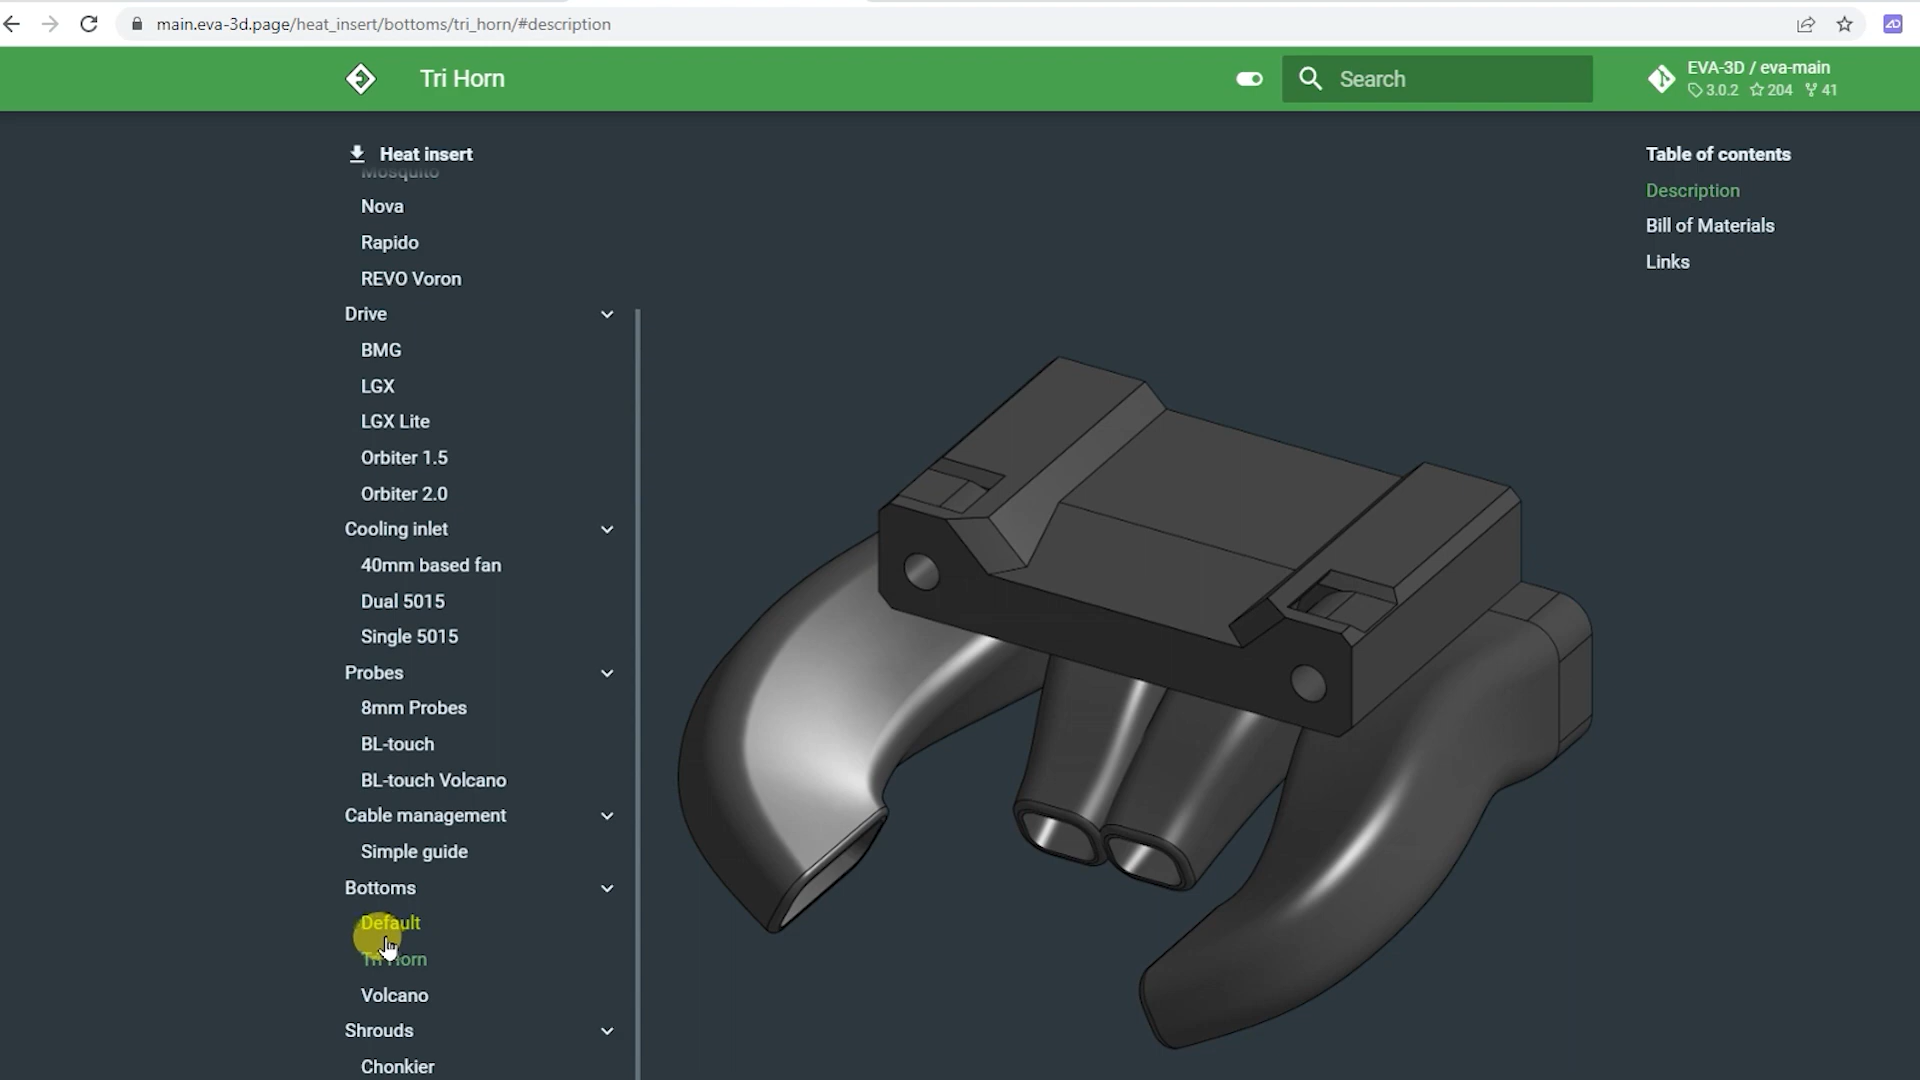 main.eva-3d.page/heat_insert/bottoms/tri_horn/#description
Tri Horn
Search
EVA-3D / eva-main
3.0.2 204 41
Heat insert
Mosquito
Nova
Rapido
REVO Voron
Drive
BMG
LGX
LGX Lite
Orbiter 1.5
Orbiter 2.0
Cooling inlet
40mm based fan
Dual 5015
Single 5015
Probes
8mm Probes
BL-touch
BL-touch Volcano
Cable management
Simple guide
Bottoms
Default
Tri Horn
Volcano
Shrouds
Chonkier
Table of contents
Description
Bill of Materials
Links